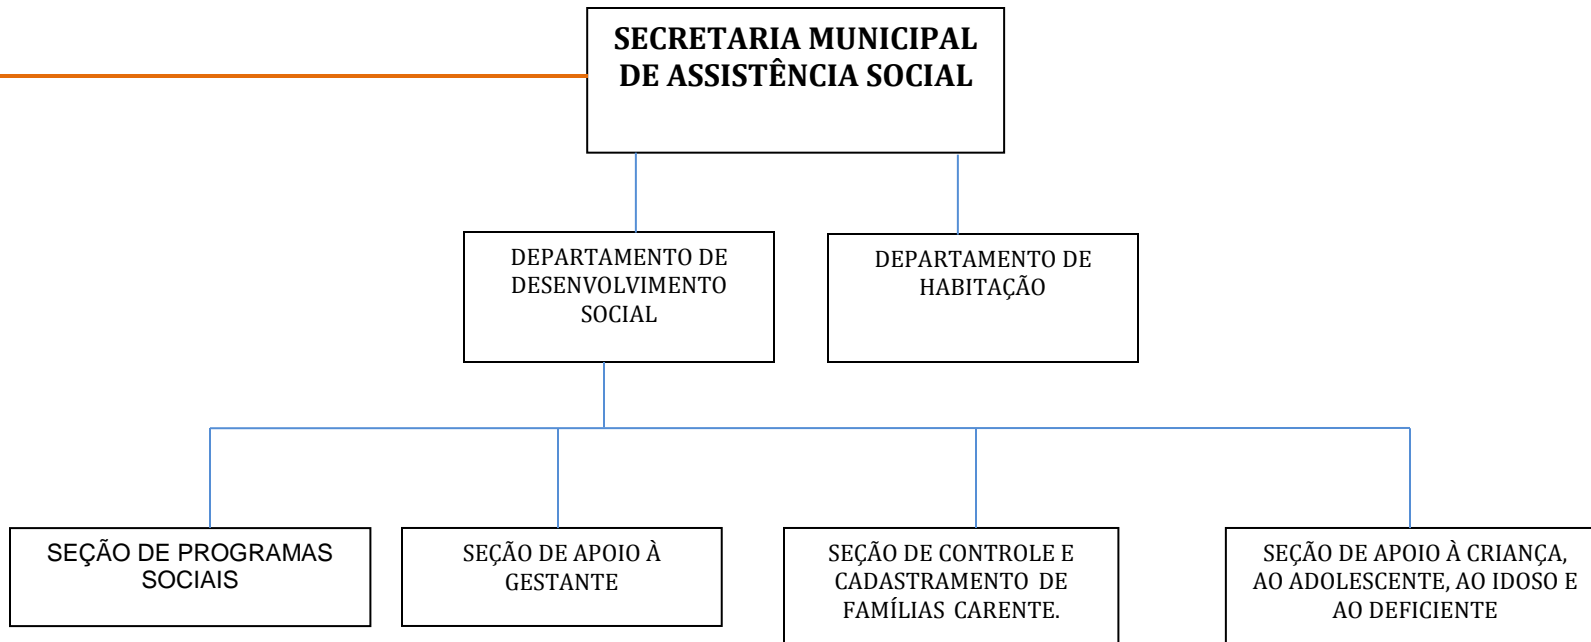 SECRETARIA MUNICIPAL
DE ASSISTÊNCIA SOCIAL
DEPARTAMENTO DE
DESENVOLVIMENTO
SOCIAL
DEPARTAMENTO DE
HABITAÇÃO
SEÇÃO DE PROGRAMAS
SOCIAIS
SEÇÃO DE APOIO À
GESTANTE
SEÇÃO DE CONTROLE E
CADASTRAMENTO DE
FAMÍLIAS CARENTE.
SEÇÃO DE APOIO À CRIANÇA,
AO ADOLESCENTE, AO IDOSO E
AO DEFICIENTE